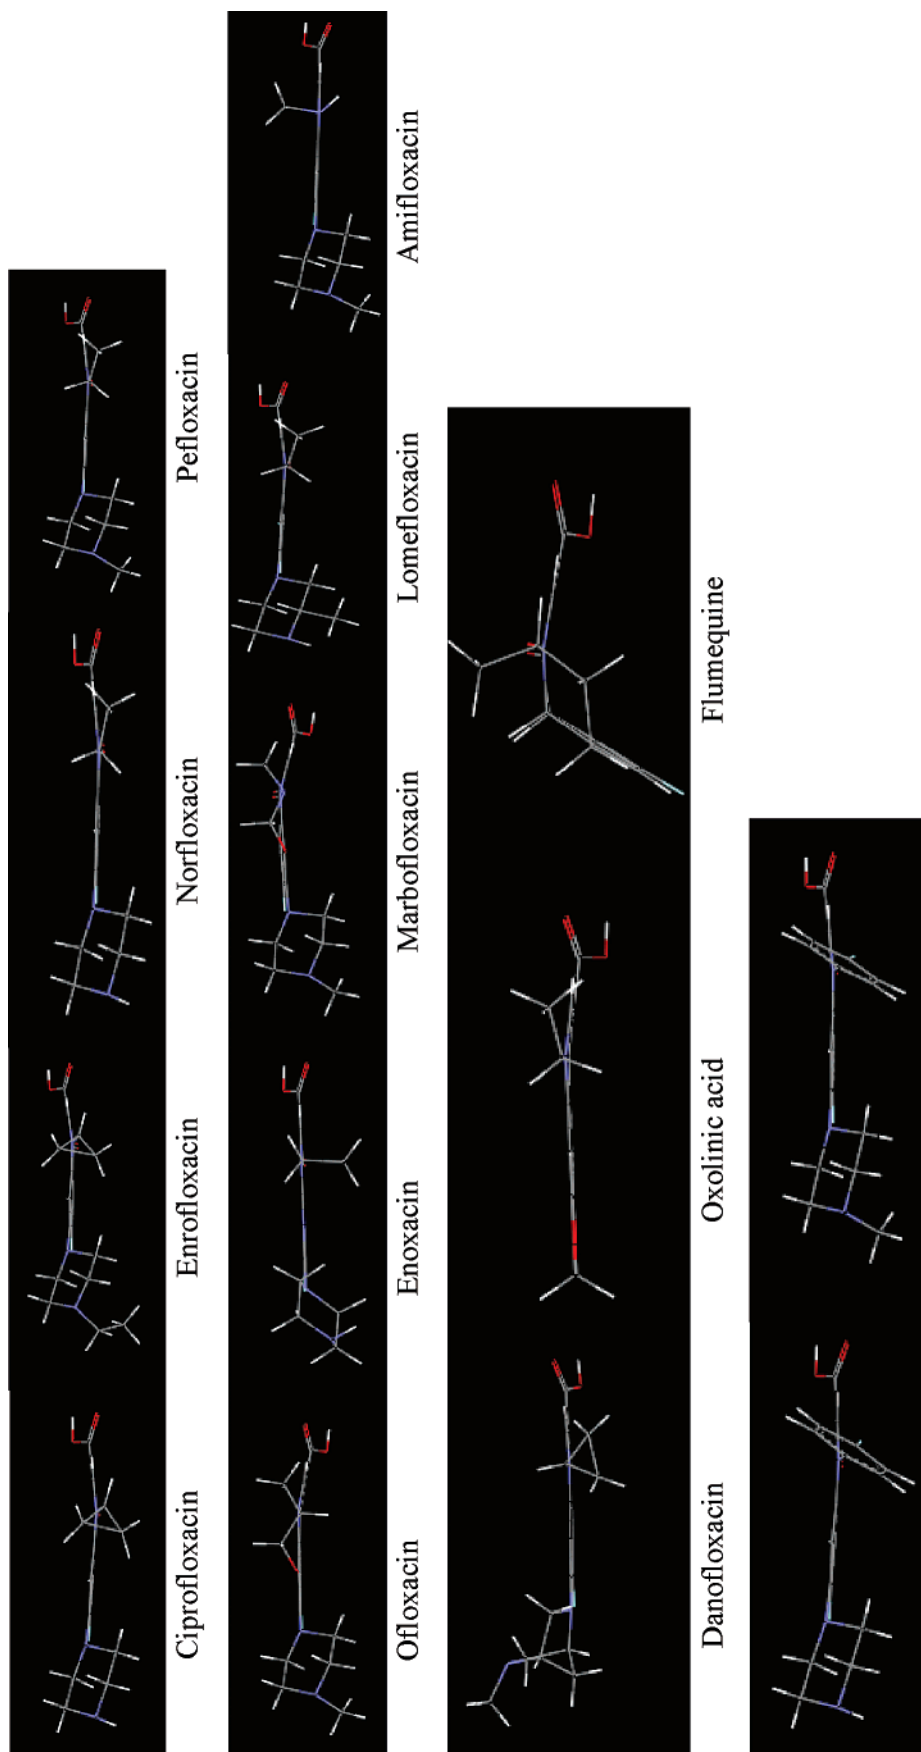 Ciprofloxacin
Enrofloxacin
Norfloxacin
Pefloxacin
Ofloxacin
Enoxacin
Marbofloxacin
Lomefloxacin
Amifloxacin
Danofloxacin
Oxolinic acid
Flumequine